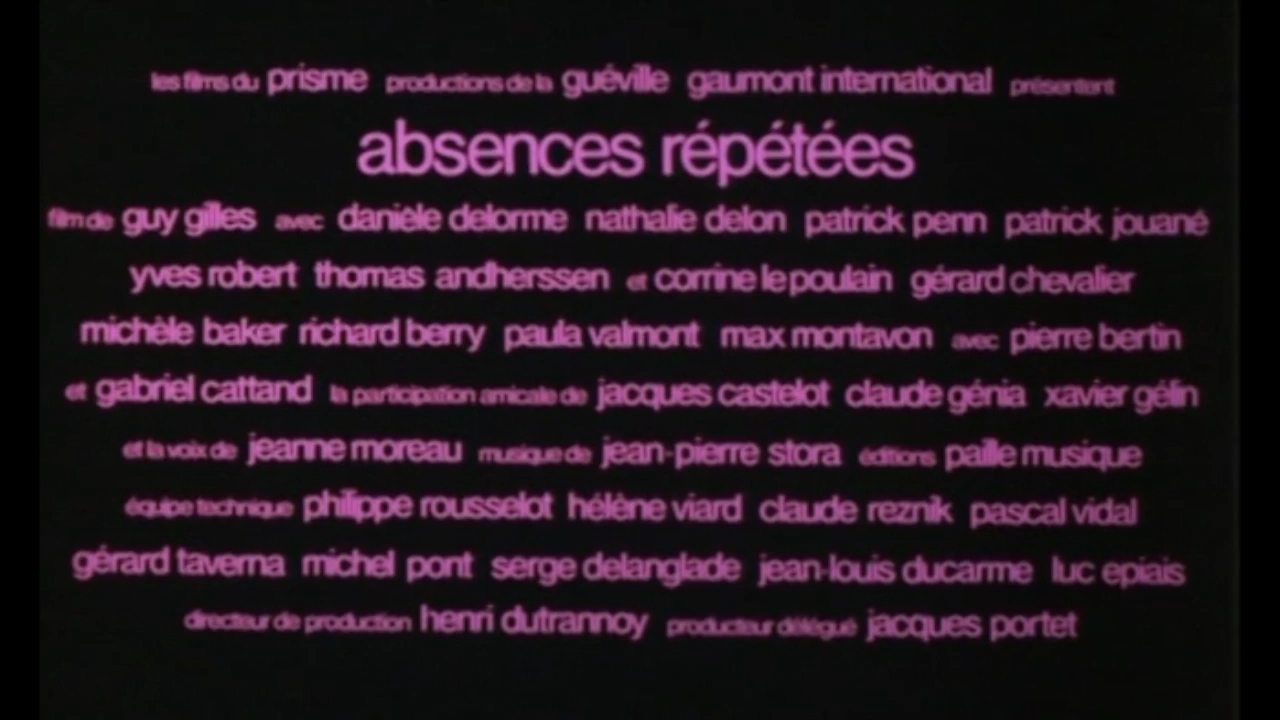 les films du prisme productions de la guéville gaumont international présentent
absences répétées
film de guy gilles avec danièle delorme nathalie delon patrick penn patrick jouané
yves robert thomas andherssen et corrine le poulain gérard chevalier
michèle baker richard berry paula valmont max montavon avec pierre bertin
et gabriel cattand la participation amicale de jacques castelot claude génia xavier gélin
et la voix de jeanne moreau musique de jean-pierre stora éditions paille musique
équipe technique philippe rousselot hélène viard claude reznik pascal vidal
gérard taverna michel pont serge delanglade jean-louis ducarme luc epiais
directeur de production henri dutrannoy producteur délégué jacques portet